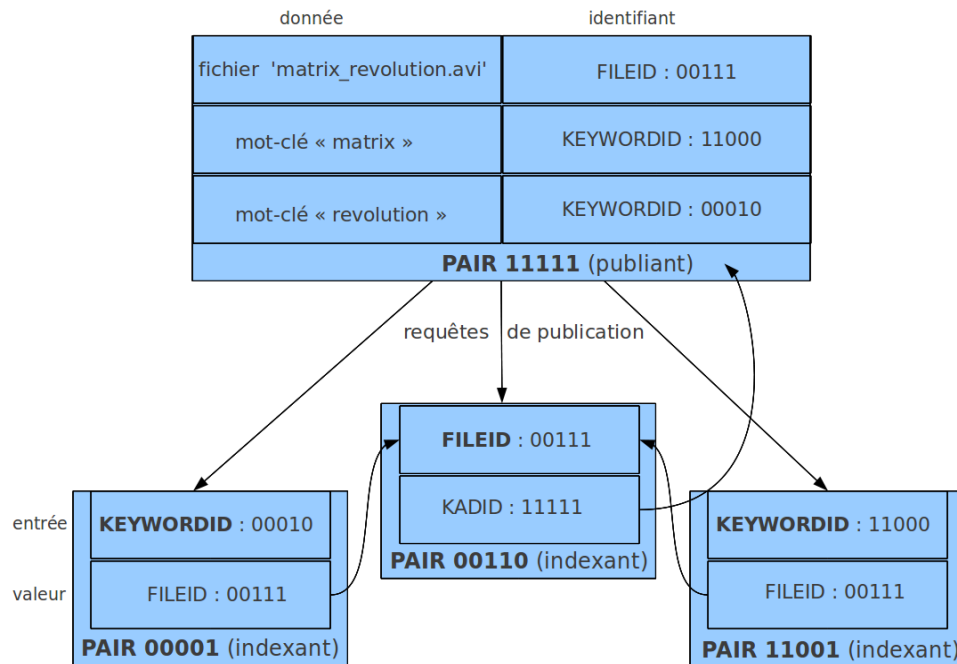 donnée
identifiant
fichier 'matrix_revolution.avi'
FILEID : 00111
mot-clé « matrix »
KEYWORDID : 11000
mot-clé « revolution »
KEYWORDID : 00010
PAIR 11111 (publiant)
requêtes de publication
FILEID : 00111
KADID : 11111
PAIR 00110 (indexant)
entrée
KEYWORDID : 00010
valeur
FILEID : 00111
PAIR 00001 (indexant)
KEYWORDID : 11000
FILEID : 00111
PAIR 11001 (indexant)